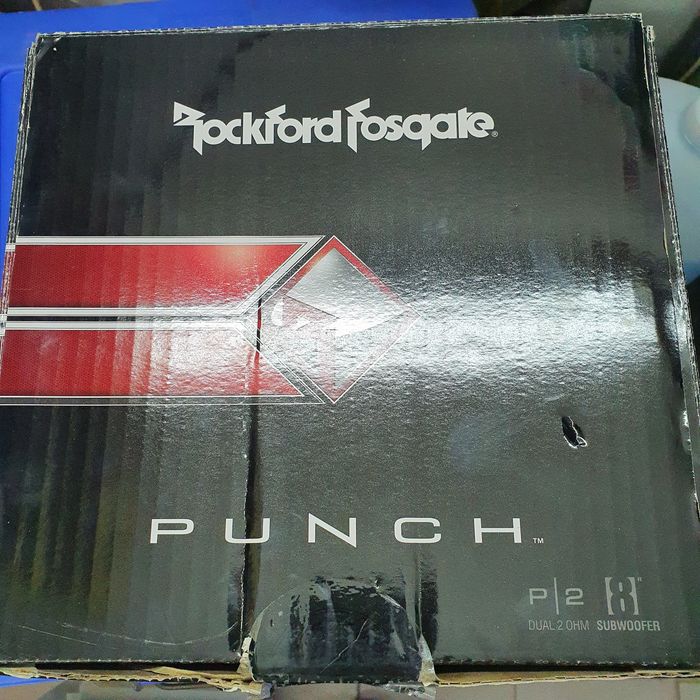 Rockford Fosgate®
PUNCH™
P|2 [8]"
DUAL 2 OHM SUBWOOFER